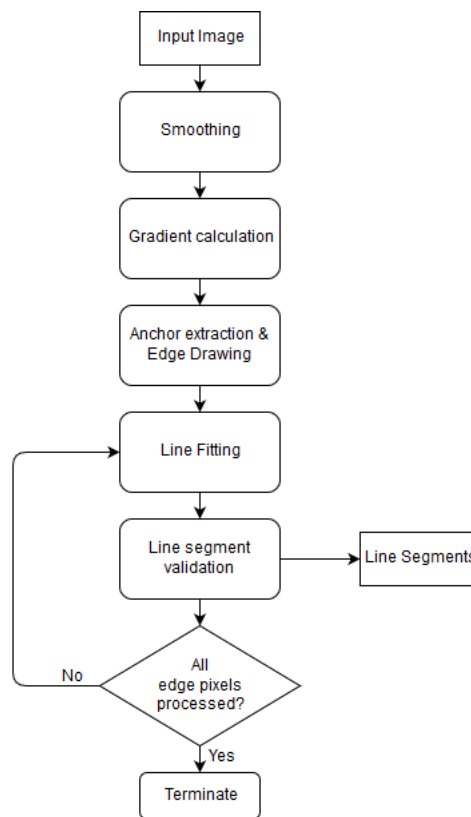 Input Image
Smoothing
Gradient calculation
Anchor extraction &
Edge Drawing
Line Fitting
Line segment
validation
Line Segments
All
edge pixels
processed?
No
Yes
Terminate